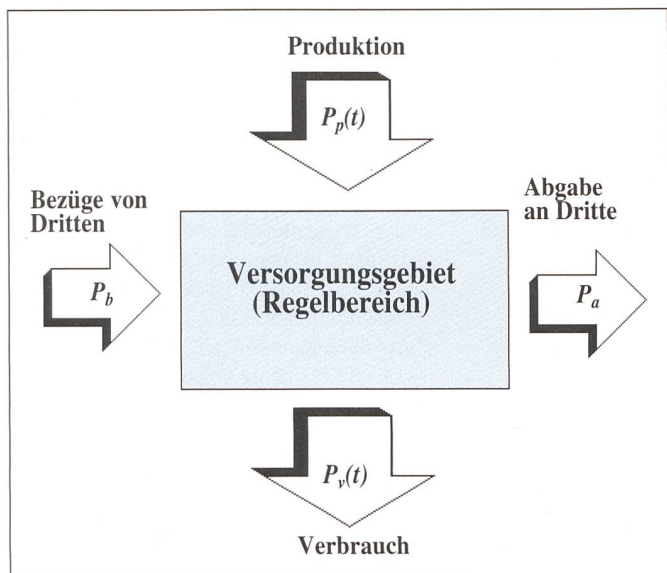 Produktion
P_p(t)
Bezüge von
Dritten
P_b
Versorgungsgebiet
(Regelbereich)
Abgabe
an Dritte
P_a
P_v(t)
Verbrauch